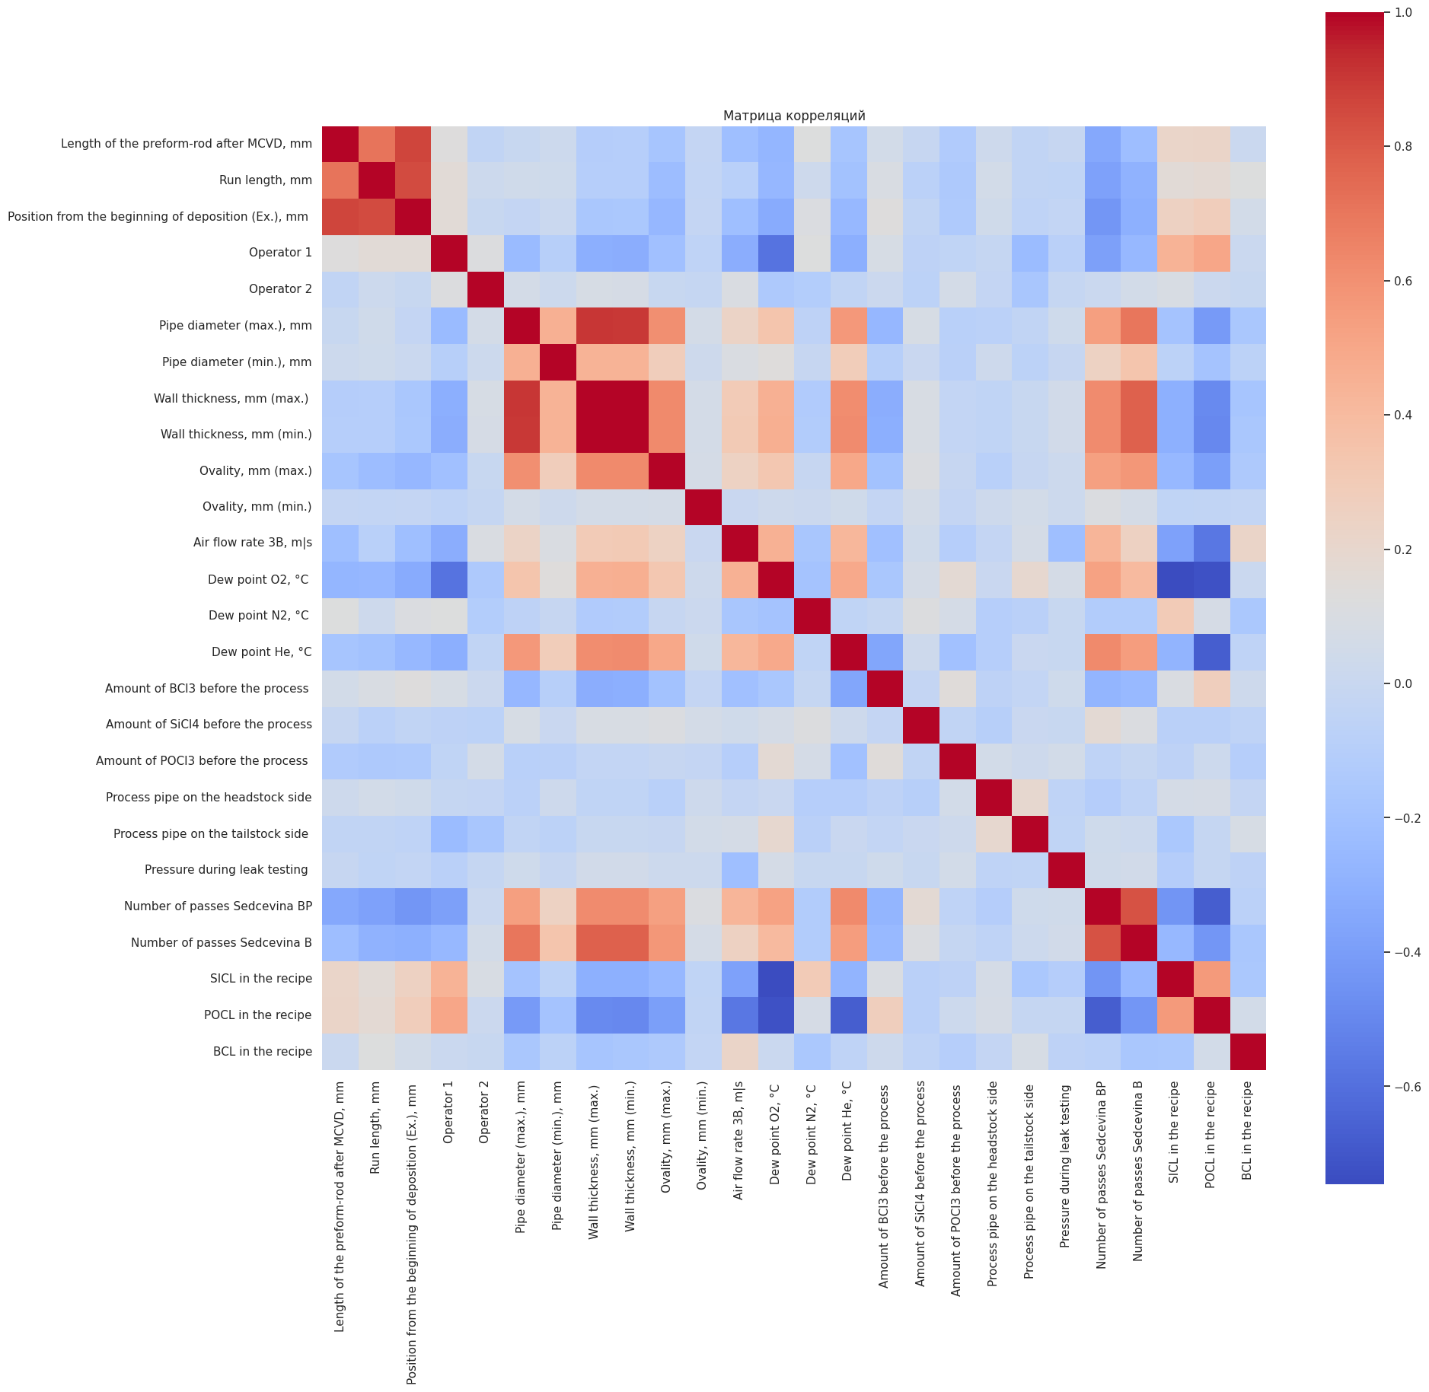 Матрица корреляций
Length of the preform-rod after MCVD, mm
Run length, mm
Position from the beginning of deposition (Ex.), mm
Operator 1
Operator 2
Pipe diameter (max.), mm
Pipe diameter (min.), mm
Wall thickness, mm (max.)
Wall thickness, mm (min.)
Ovality, mm (max.)
Ovality, mm (min.)
Air flow rate 3B, m|s
Dew point O2, °C
Dew point N2, °C
Dew point He, °C
Amount of BCl3 before the process
Amount of SiCl4 before the process
Amount of POCl3 before the process
Process pipe on the headstock side
Process pipe on the tailstock side
Pressure during leak testing
Number of passes Sedcevina BP
Number of passes Sedcevina B
SICL in the recipe
POCL in the recipe
BCL in the recipe
Length of the preform-rod after MCVD, mm
Run length, mm
Position from the beginning of deposition (Ex.), mm
Operator 1
Operator 2
Pipe diameter (max.), mm
Pipe diameter (min.), mm
Wall thickness, mm (max.)
Wall thickness, mm (min.)
Ovality, mm (max.)
Ovality, mm (min.)
Air flow rate 3B, m|s
Dew point O2, °C
Dew point N2, °C
Dew point He, °C
Amount of BCl3 before the process
Amount of SiCl4 before the process
Amount of POCl3 before the process
Process pipe on the headstock side
Process pipe on the tailstock side
Pressure during leak testing
Number of passes Sedcevina BP
Number of passes Sedcevina B
SICL in the recipe
POCL in the recipe
BCL in the recipe
1.0
0.8
0.6
0.4
0.2
0.0
−0.2
−0.4
−0.6